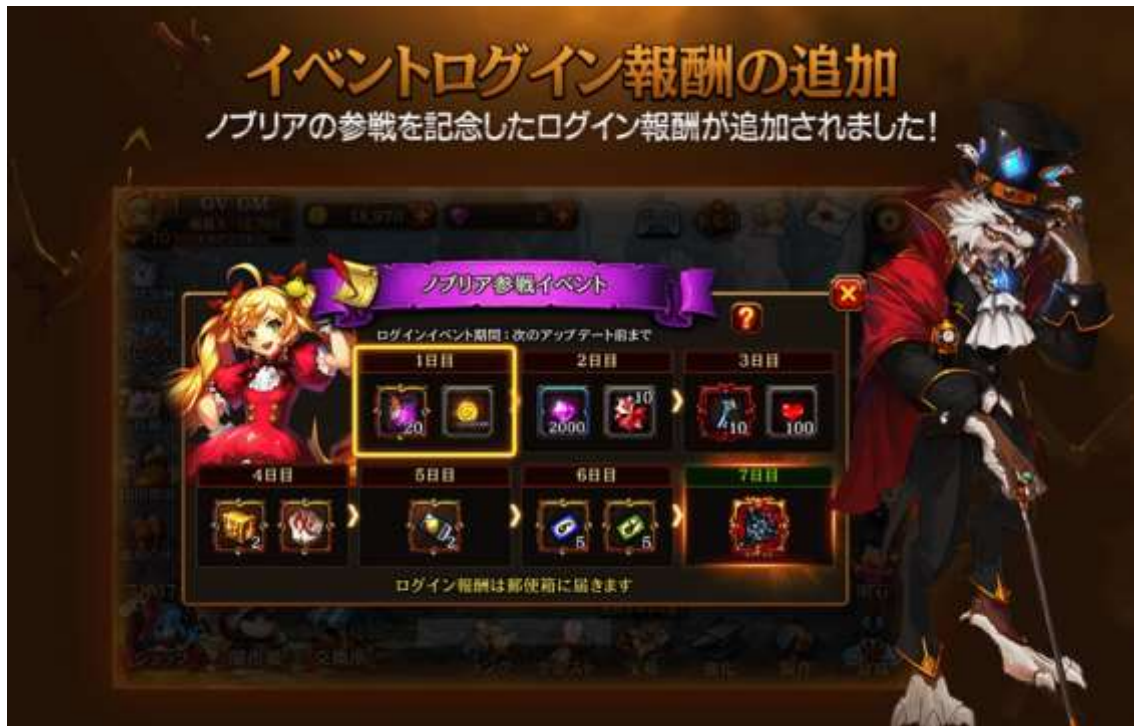 イベントログイン報酬の追加
ノブリアの参戦を記念したログイン報酬が追加されました!
GV GM
ノブリア参戦イベント
?
ログインイベント期間:次のアップデート前まで
1日目
2日目
3日目
20
2000
10
10
100
4日目
5日目
6日目
7日目
2
2
5
5
ログイン報酬は郵便箱に届きます